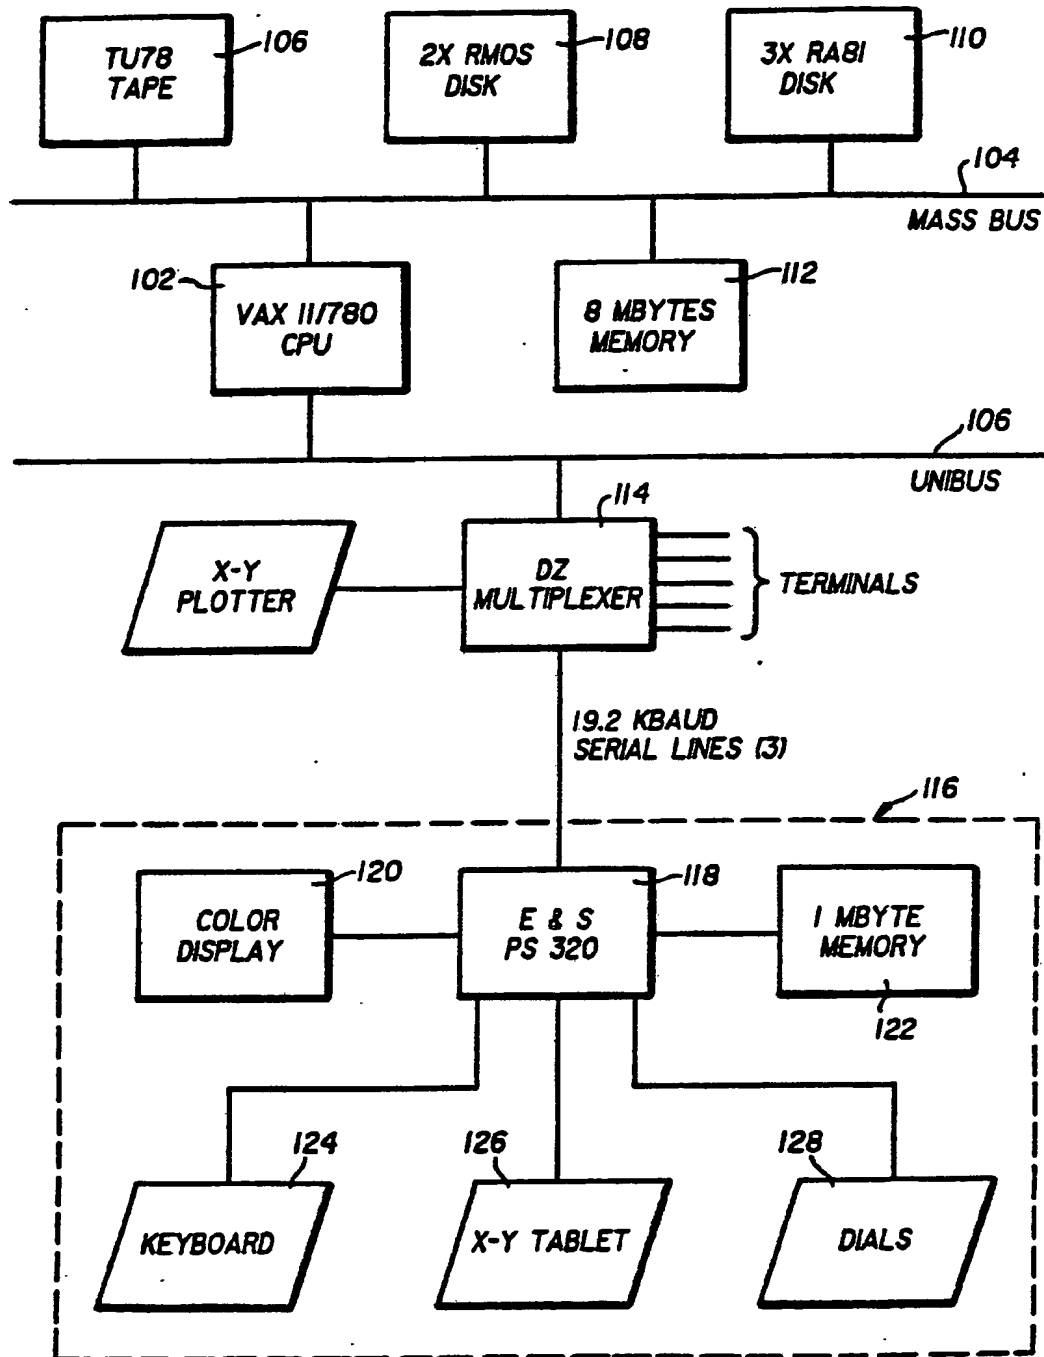 106
108
110
TU78
TAPE
2X RMOS
DISK
3X RA81
DISK
104
MASS BUS
102
112
VAX 11/780
CPU
8 MBYTES
MEMORY
106
UNIBUS
114
X-Y
PLOTTER
DZ
MULTIPLEXER
TERMINALS
19.2 KBAUD
SERIAL LINES (3)
116
120
118
COLOR
DISPLAY
E & S
PS 320
1 MBYTE
MEMORY
122
124
126
128
KEYBOARD
X-Y TABLET
DIALS